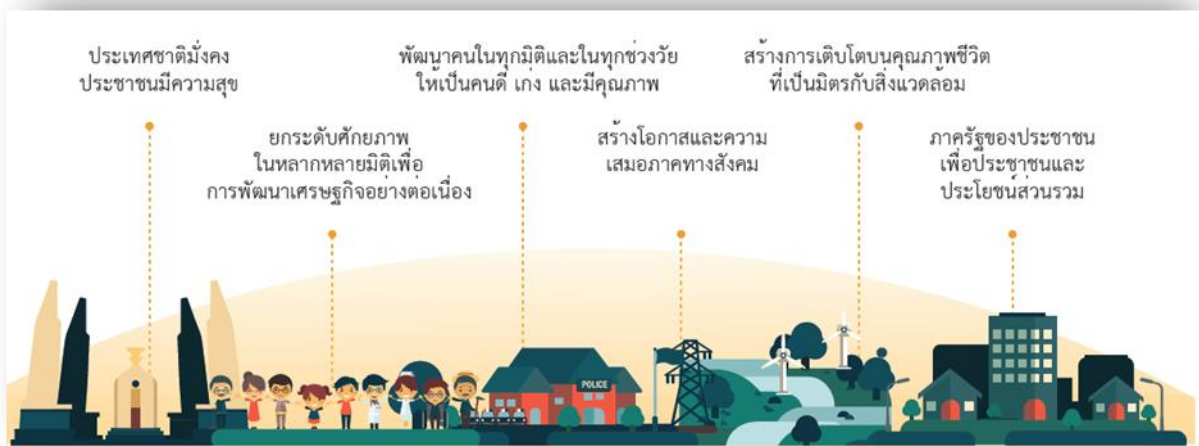 ประเทศชาติมั่งคง
ประชาชนมีความสุข
ยกระดับศักยภาพ
ในหลากหลายมิติเพื่อ
การพัฒนาเศรษฐกิจอย่างต่อเนื่อง
พัฒนาคนในทุกมิติและในทุกช่วงวัย
ให้เป็นคนดี เก่ง และมีคุณภาพ
สร้างโอกาสและความ
เสมอภาคทางสังคม
สร้างการเติบโตบนคุณภาพชีวิต
ที่เป็นมิตรกับสิ่งแวดล้อม
ภาครัฐของประชาชน
เพื่อประชาชนและ
ประโยชน์ส่วนรวม
POLICE